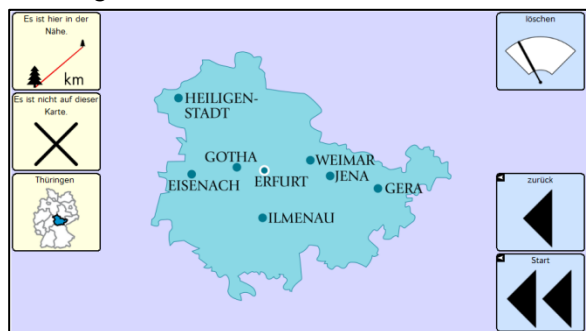 Es ist hier in der
Nähe.
km
Es ist nicht auf dieser
Karte.
Thüringen
HEILIGEN-
STADT
GOTHA
WEIMAR
EISENACH
ERFURT
JENA
GERA
ILMENAU
löschen
zurück
Start